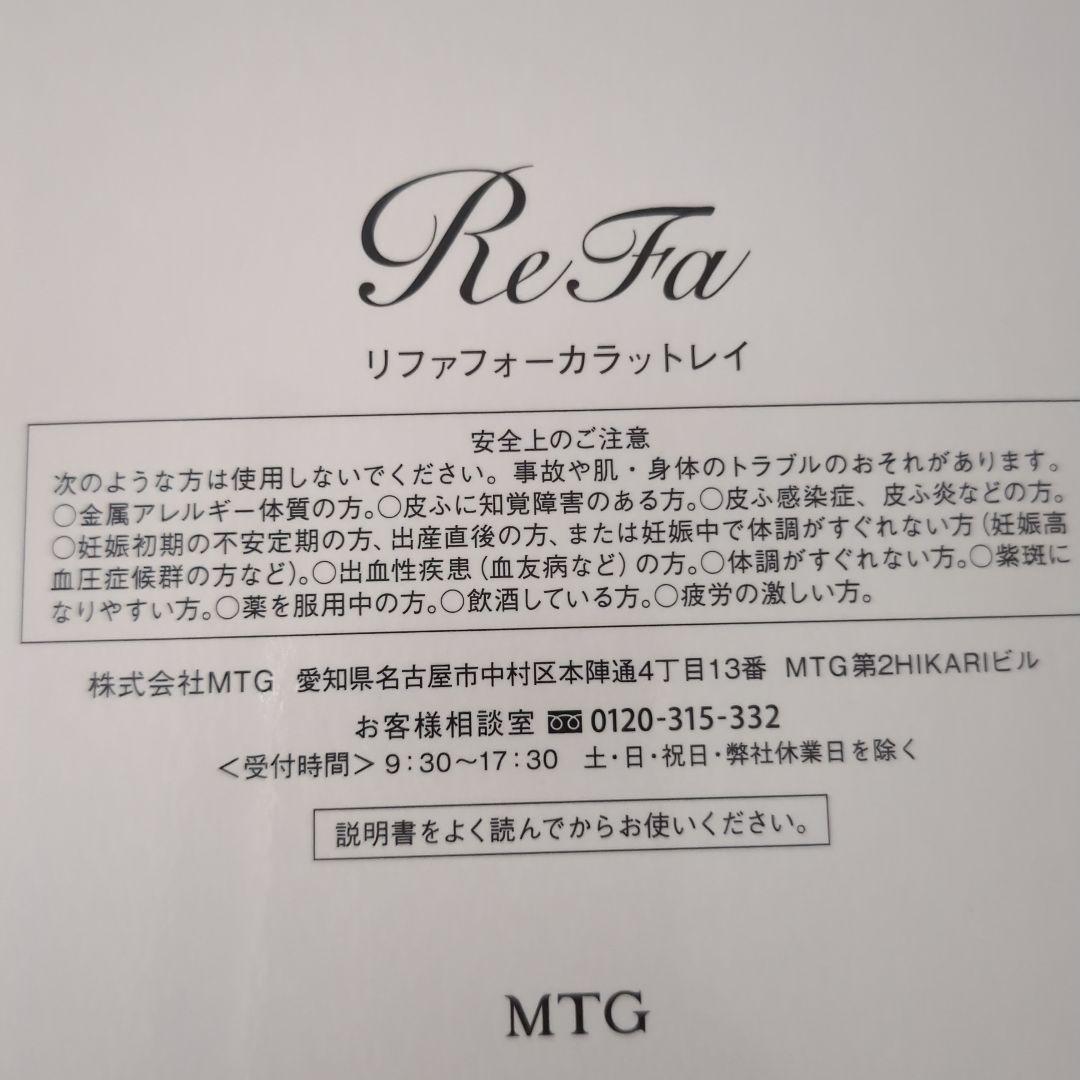 ReFa
リファフォーカラットレイ
安全上のご注意
次のような方は使用しないでください。事故や肌・身体のトラブルのおそれがあります。
○金属アレルギー体質の方。○皮ふに知覚障害のある方。○皮ふ感染症、皮ふ炎などの方。
○妊娠初期の不安定期の方、出産直後の方、または妊娠中で体調がすぐれない方（妊娠高
血圧症候群の方など）。○出血性疾患（血友病など）の方。○体調がすぐれない方。○紫斑に
なりやすい方。○薬を服用中の方。○飲酒している方。○疲労の激しい方。
株式会社MTG 愛知県名古屋市中村区本陣通4丁目13番 MTG第2HIKARIビル
お客様相談室 0120-315-332
＜受付時間＞9：30〜17：30 土・日・祝日・弊社休業日を除く
説明書をよく読んでからお使いください。
MTG